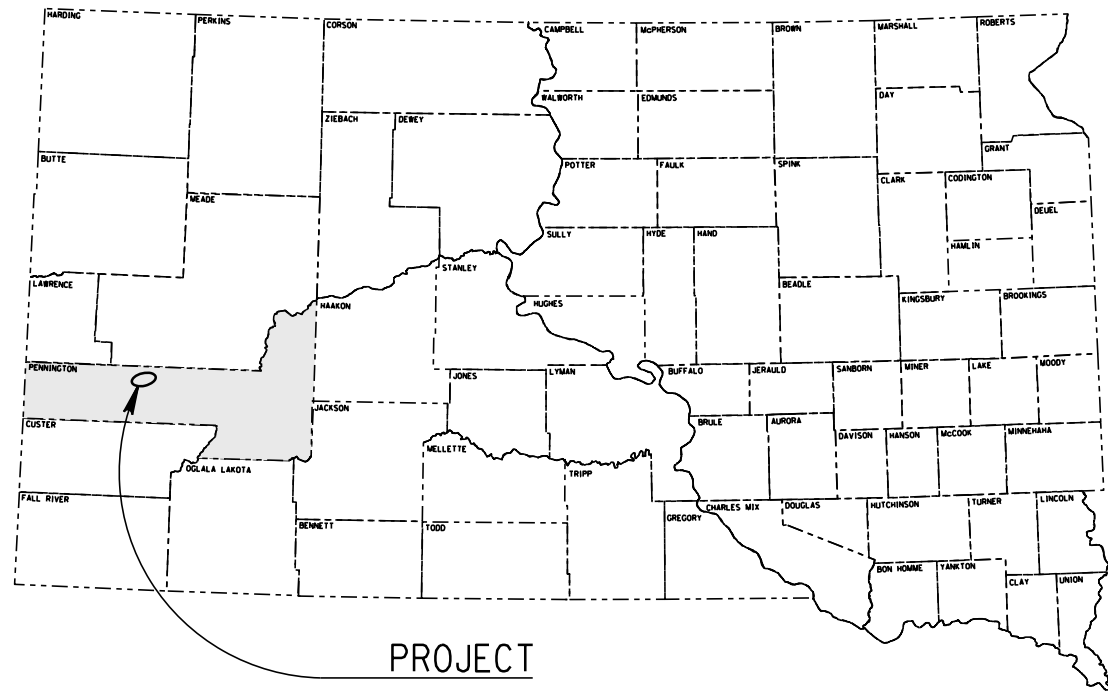 HARDING
PERKINS
CORSON
CAMPBELL
McPHERSON
BROWN
MARSHALL
ROBERTS
WALWORTH
EDMUNDS
DAY
ZIEBACH
DEWEY
GRANT
BUTTE
POTTER
FAULK
SPINK
CLARK
CODINGTON
MEADE
DEUEL
SULLY
HYDE
HAND
HAMLIN
STANLEY
LAWRENCE
BEADLE
HAAKON
HUGHES
KINGSBURY
BROOKINGS
PENNINGTON
JONES
LYMAN
BUFFALO
JERAULD
SANBORN
MINER
LAKE
MOODY
JACKSON
CUSTER
BRULE
AURORA
DAVISON
HANSON
McCOOK
MINNEHAHA
MELLETTE
OGLALA LAKOTA
TRIPP
FALL RIVER
CHARLES MIX
DOUGLAS
HUTCHINSON
TURNER
LINCOLN
BENNETT
TODD
GREGORY
BON HOMME
YANKTON
CLAY
UNION
PROJECT